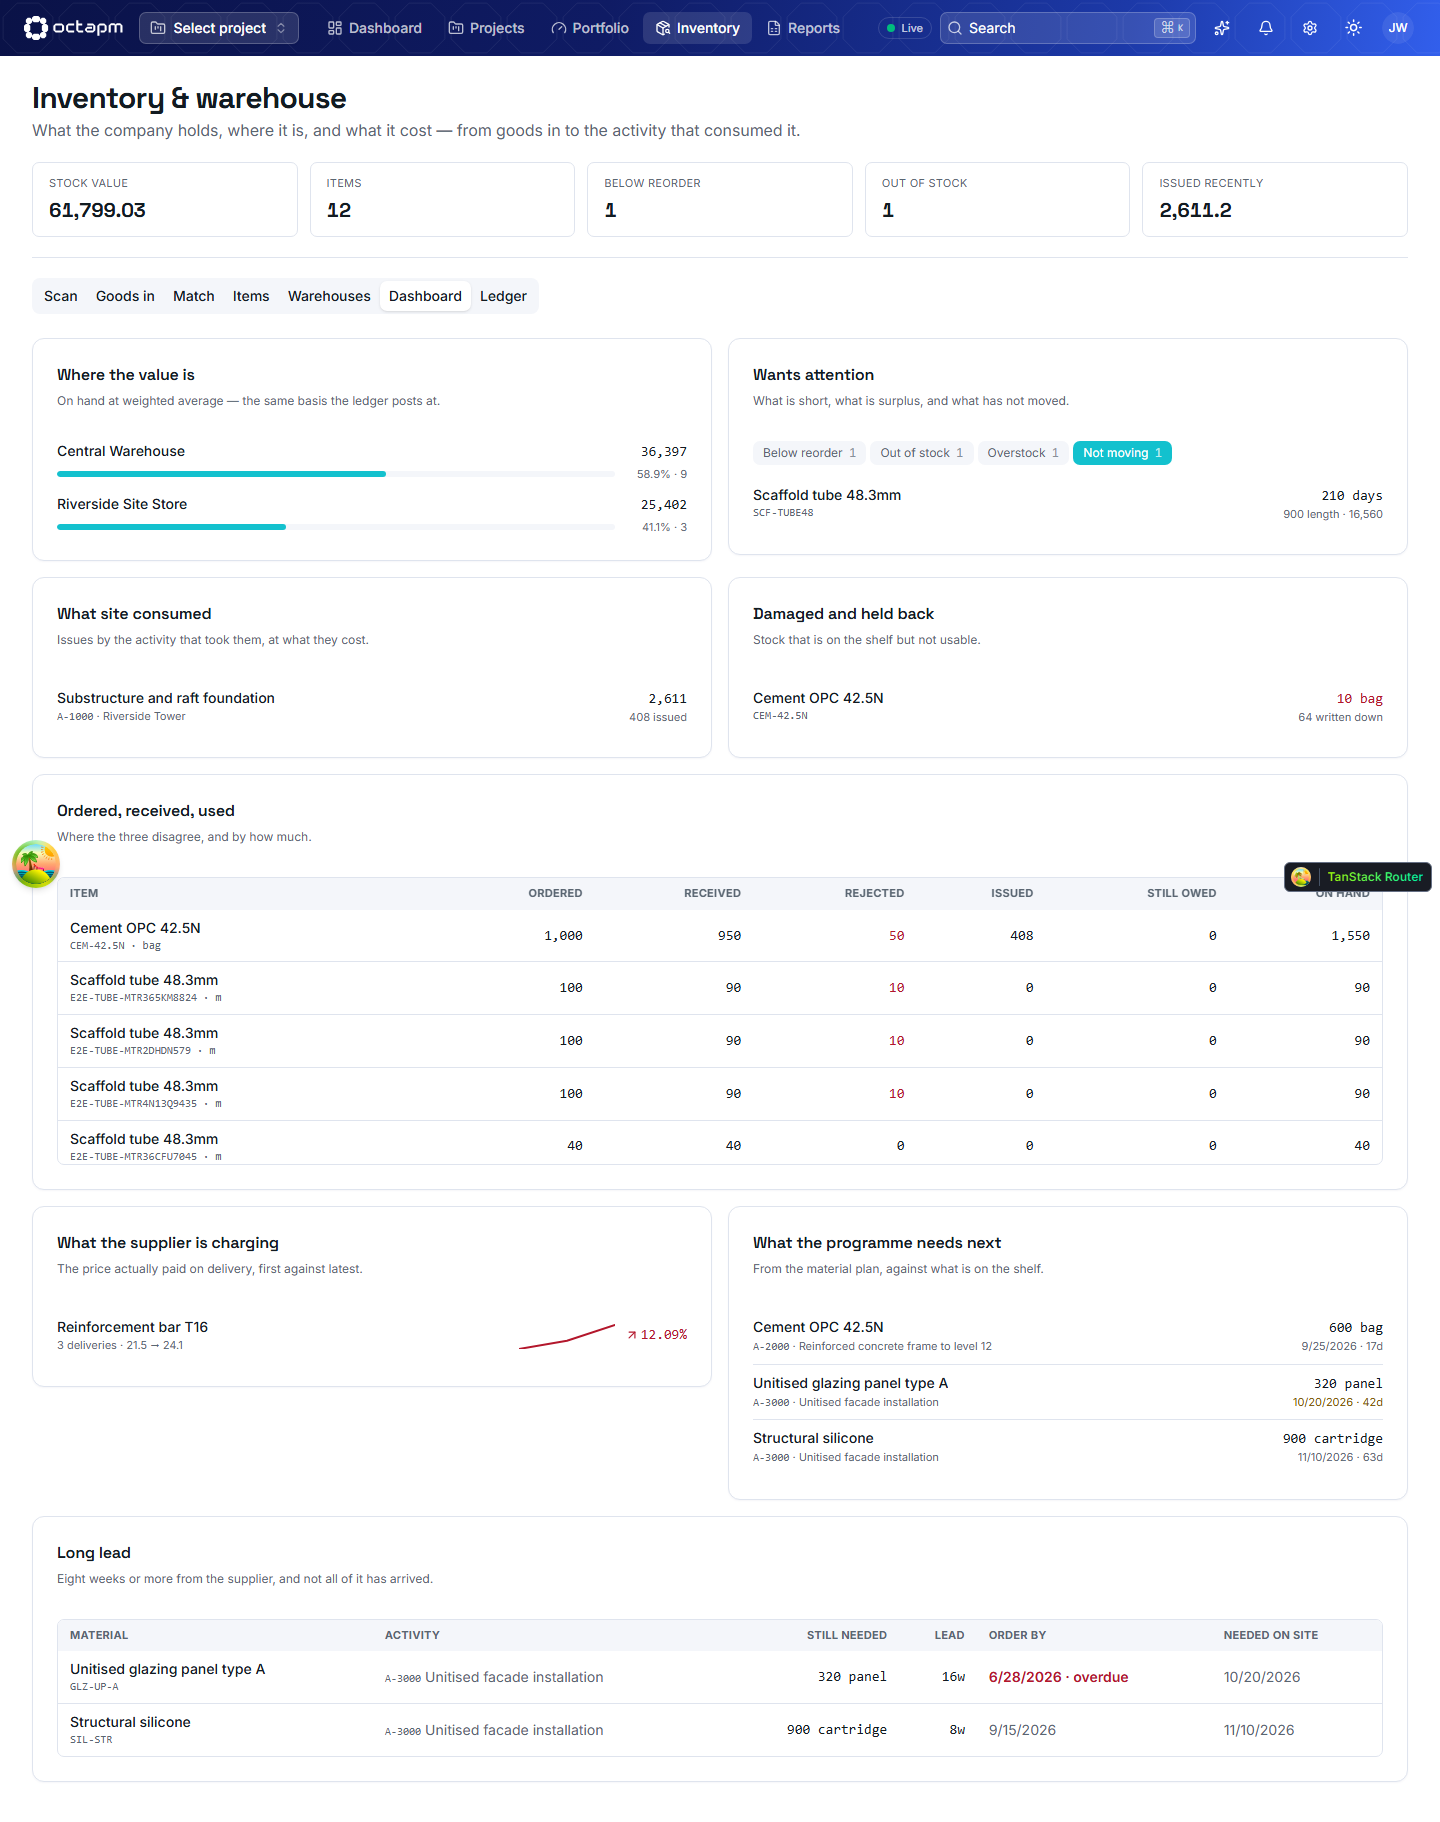 octapm
Select project
Dashboard
Projects
Portfolio
Inventory
Reports
Live
Search
⌘ K
JW
Inventory & warehouse
What the company holds, where it is, and what it cost — from goods in to the activity that consumed it.
STOCK VALUE
61,799.03
ITEMS
12
BELOW REORDER
1
OUT OF STOCK
1
ISSUED RECENTLY
2,611.2
Scan
Goods in
Match
Items
Warehouses
Dashboard
Ledger
Where the value is
On hand at weighted average — the same basis the ledger posts at.
Central Warehouse 36,397
58.9% · 9
Riverside Site Store 25,402
41.1% · 3
Wants attention
What is short, what is surplus, and what has not moved.
Below reorder 1
Out of stock 1
Overstock 1
Not moving 1
Scaffold tube 48.3mm 210 days
SCF-TUBE48 900 length · 16,560
What site consumed
Issues by the activity that took them, at what they cost.
Substructure and raft foundation 2,611
A-1000 · Riverside Tower 408 issued
Damaged and held back
Stock that is on the shelf but not usable.
Cement OPC 42.5N 10 bag
CEM-42.5N 64 written down
Ordered, received, used
Where the three disagree, and by how much.
TanStack Router
ITEM ORDERED RECEIVED REJECTED ISSUED STILL OWED ON HAND
Cement OPC 42.5N 1,000 950 50 408 0 1,550
CEM-42.5N · bag
Scaffold tube 48.3mm 100 90 10 0 0 90
E2E-TUBE-MTR365KM8824 · m
Scaffold tube 48.3mm 100 90 10 0 0 90
E2E-TUBE-MTR2DHDN579 · m
Scaffold tube 48.3mm 100 90 10 0 0 90
E2E-TUBE-MTR4N13Q9435 · m
Scaffold tube 48.3mm 40 40 0 0 0 40
E2E-TUBE-MTR36CFU7045 · m
What the supplier is charging
The price actually paid on delivery, first against latest.
Reinforcement bar T16 12.09%
3 deliveries · 21.5 → 24.1
What the programme needs next
From the material plan, against what is on the shelf.
Cement OPC 42.5N 600 bag
A-2000 · Reinforced concrete frame to level 12 9/25/2026 · 17d
Unitised glazing panel type A 320 panel
A-3000 · Unitised facade installation 10/20/2026 · 42d
Structural silicone 900 cartridge
A-3000 · Unitised facade installation 11/10/2026 · 63d
Long lead
Eight weeks or more from the supplier, and not all of it has arrived.
MATERIAL ACTIVITY STILL NEEDED LEAD ORDER BY NEEDED ON SITE
Unitised glazing panel type A A-3000 Unitised facade installation 320 panel 16w 6/28/2026 · overdue 10/20/2026
GLZ-UP-A
Structural silicone A-3000 Unitised facade installation 900 cartridge 8w 9/15/2026 11/10/2026
SIL-STR